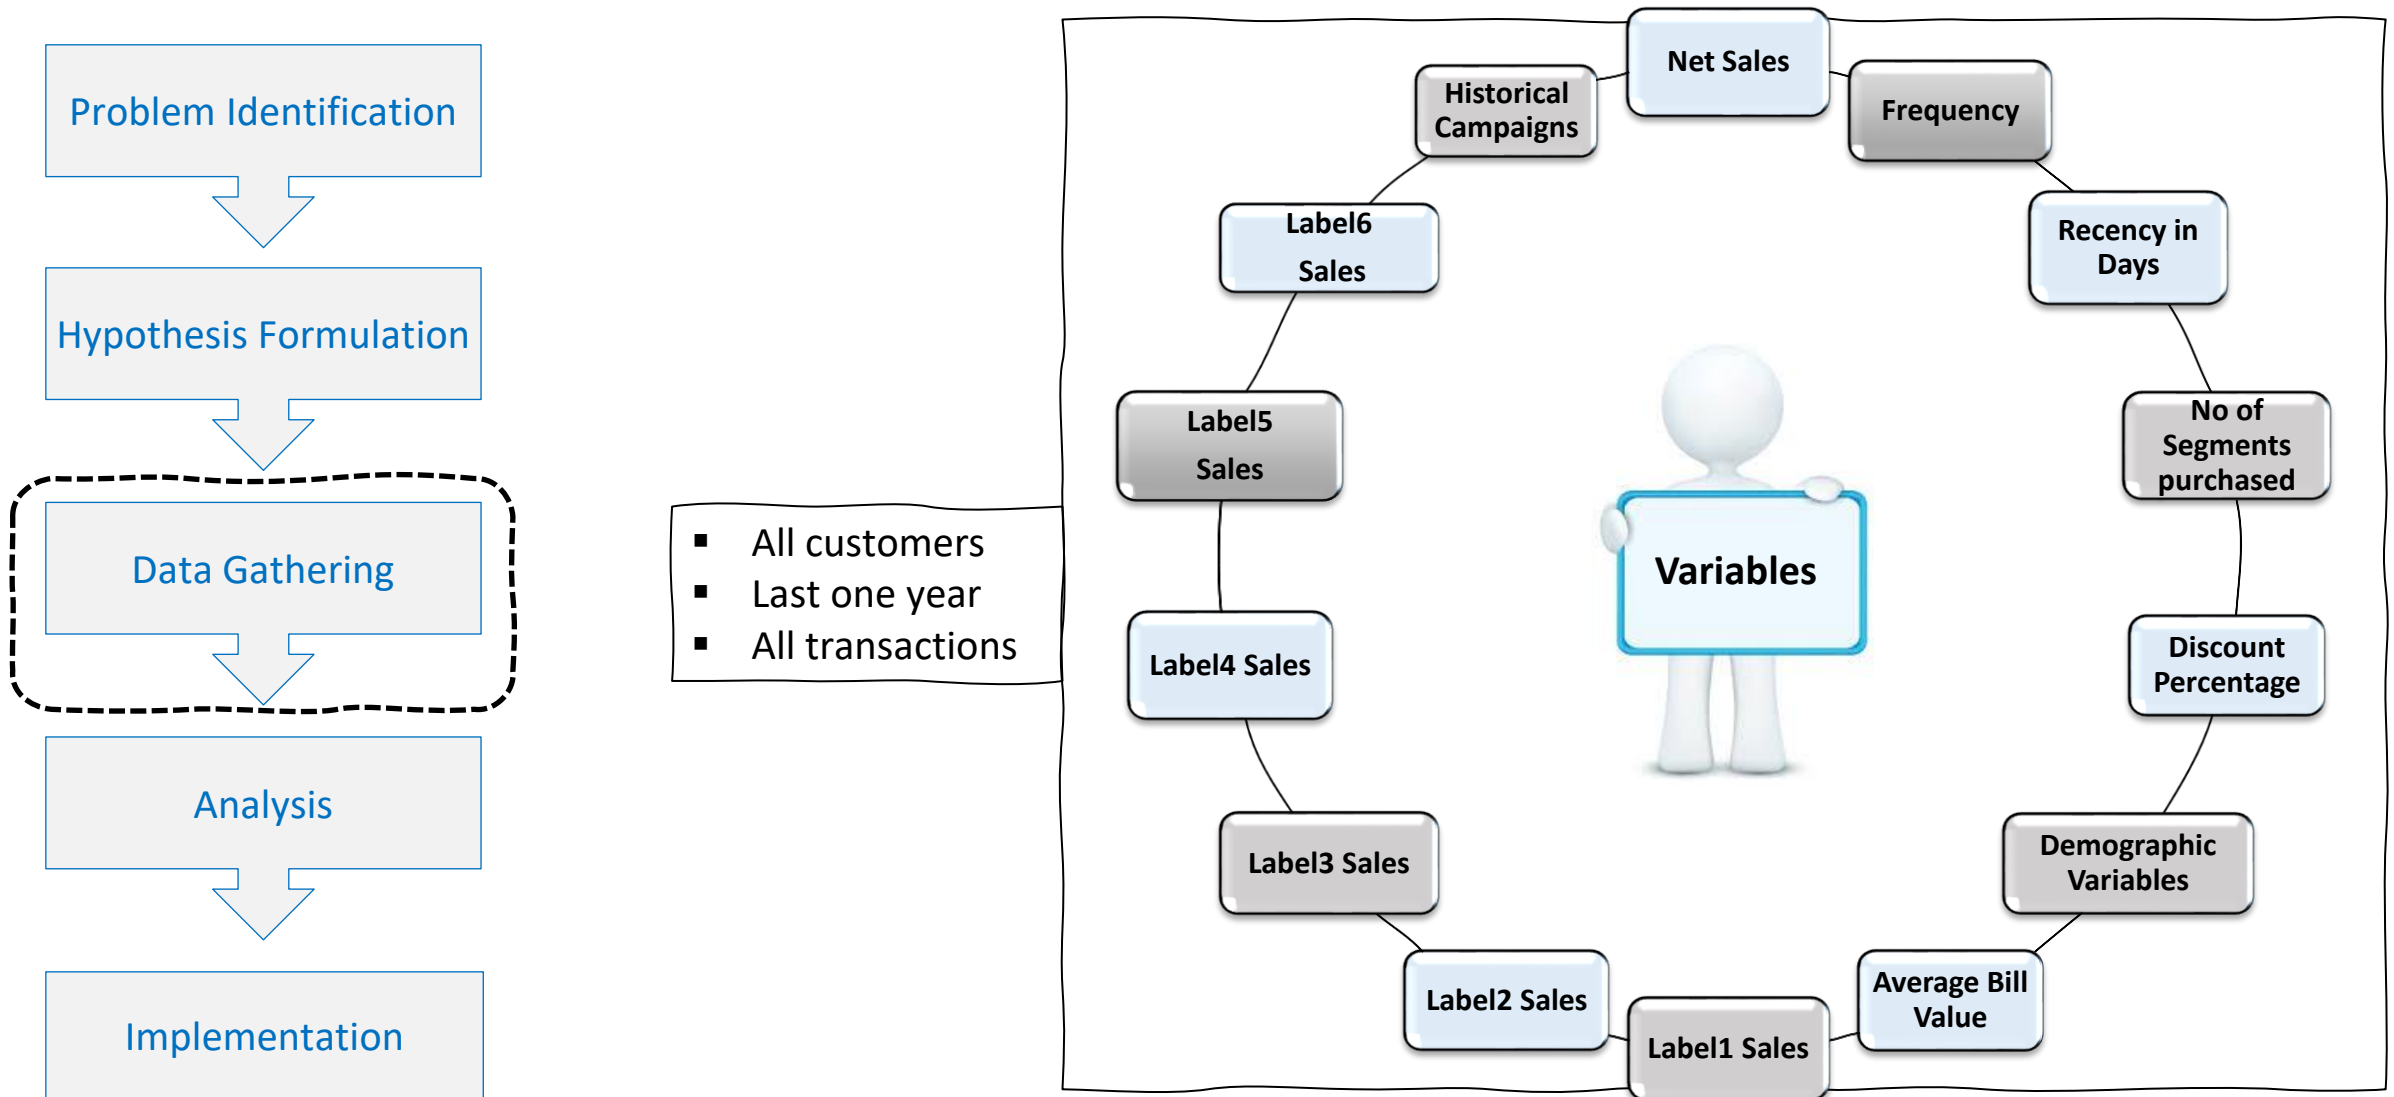 Problem Identification
Hypothesis Formulation
Data Gathering
Analysis
Implementation
▪ All customers
▪ Last one year
▪ All transactions
Net Sales
Frequency
Recency in
Days
No of
Segments
purchased
Discount
Percentage
Demographic
Variables
Average Bill
Value
Label1 Sales
Label2 Sales
Label3 Sales
Label4 Sales
Label5
Sales
Label6
Sales
Historical
Campaigns
Variables